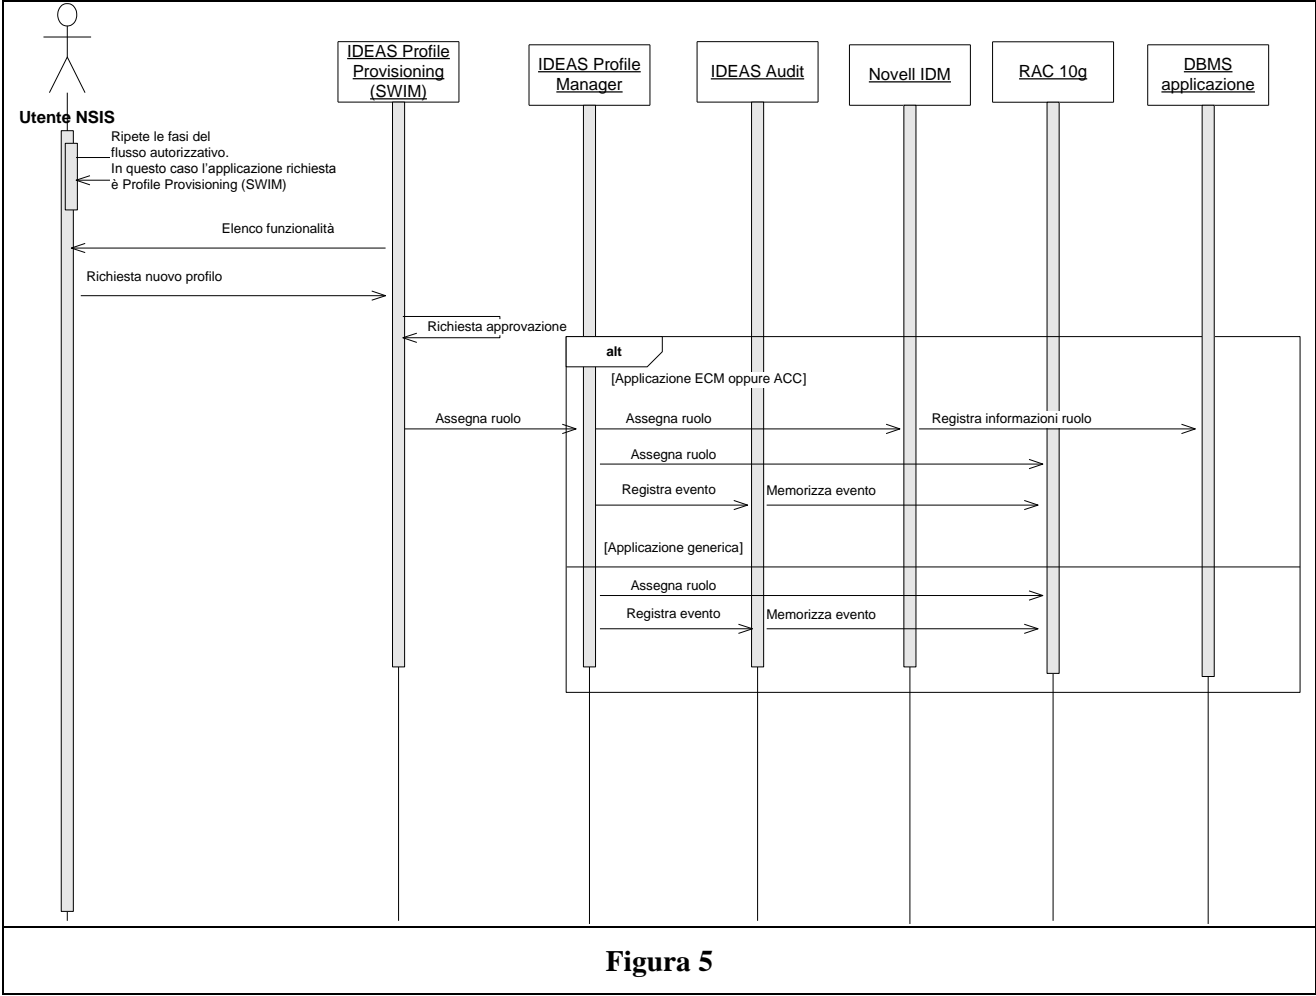 IDEAS Profile
Provisioning
(SWIM)
IDEAS Profile
Manager
IDEAS Audit
Novell IDM
RAC 10g
DBMS
applicazione
Utente NSIS
Ripete le fasi del
flusso autorizzativo.
In questo caso l'applicazione richiesta
è Profile Provisioning (SWIM)
Elenco funzionalità
Richiesta nuovo profilo
Richiesta approvazione
alt
[Applicazione ECM oppure ACC]
Assegna ruolo
Assegna ruolo
Registra informazioni ruolo
Assegna ruolo
Registra evento
Memorizza evento
[Applicazione generica]
Assegna ruolo
Registra evento
Memorizza evento
Figura 5